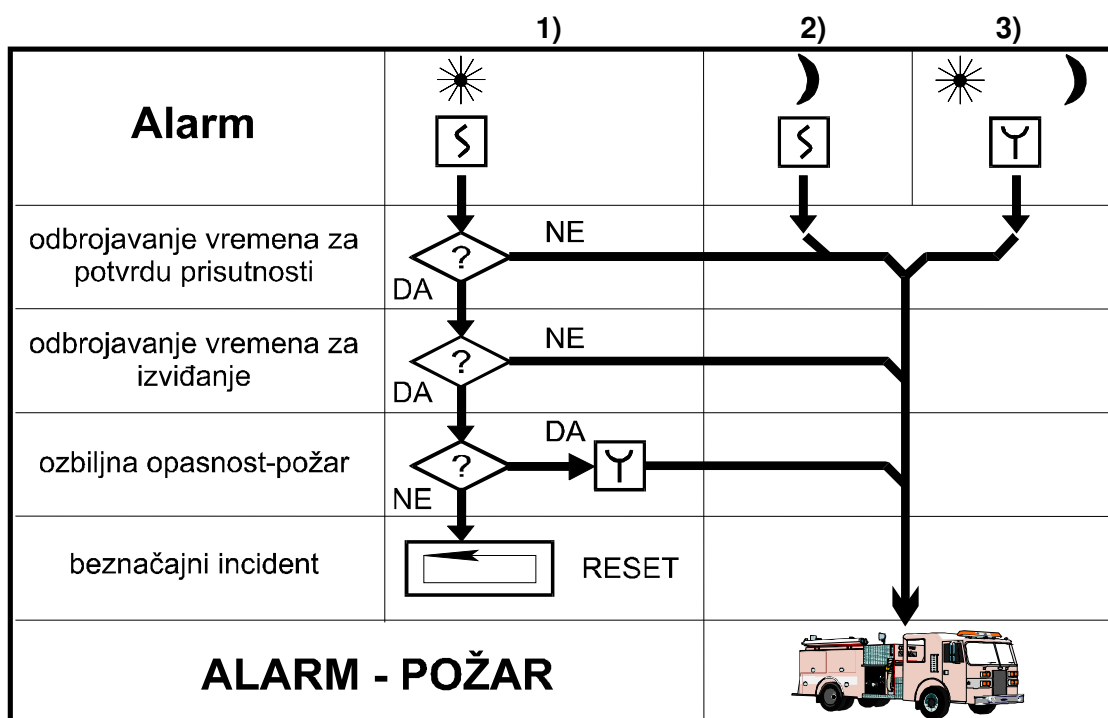 1) 2) 3)
Alarm
odbrojavanje vremena za
potvrdu prisutnosti
? NE
DA
odbrojavanje vremena za
izviđanje
? NE
DA
ozbiljna opasnost-požar
? DA
NE
beznačajni incident
RESET
ALARM - POŽAR